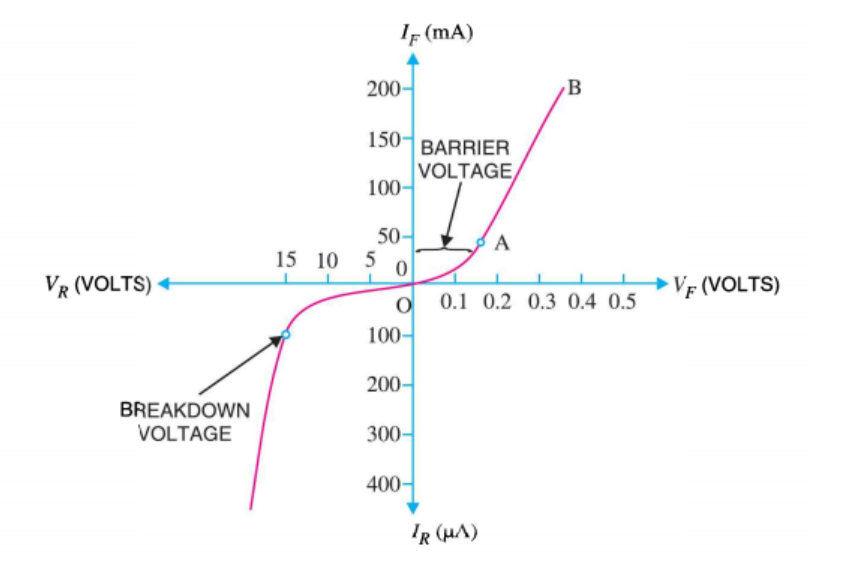 I_F (mA)
200
B
150
BARRIER
VOLTAGE
100
50
A
15 10 5 0
V_R (VOLTS)
V_F (VOLTS)
O 0.1 0.2 0.3 0.4 0.5
100
200
BREAKDOWN
VOLTAGE
300
400
I_R (μA)